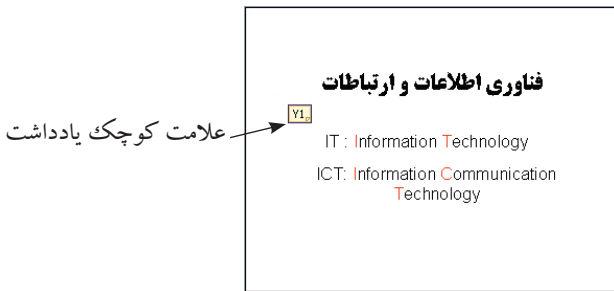 فناوری اطلاعات و ارتباطات
Y1
علامت کوچک یادداشت
IT : Information Technology
ICT: Information Communication
Technology